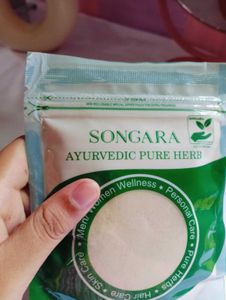 SONGARA
AYURVEDIC PURE HERB
Men/ Women Wellness • Personal Care • Pure Herbs • Hair Care • Skin Care •